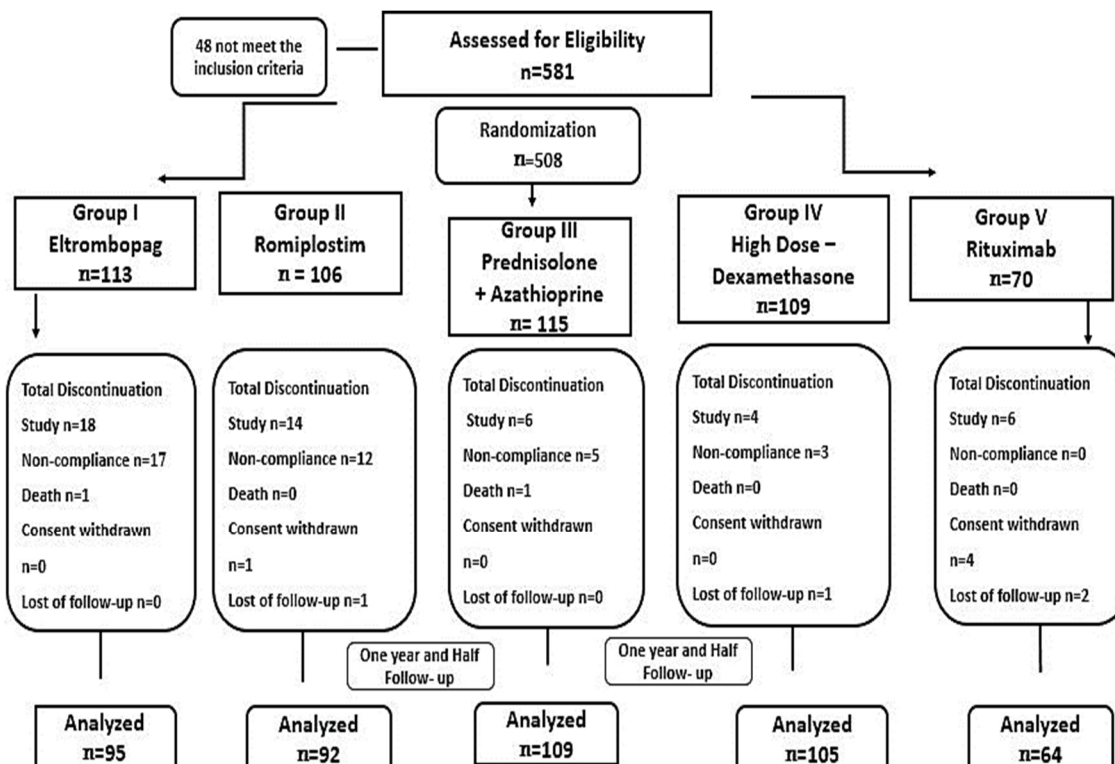 48 not meet the
inclusion criteria
Assessed for Eligibility
n=581
Randomization
n=508
Group I
Eltrombopag
n=113
Group II
Romiplostim
n = 106
Group III
Prednisolone
+ Azathioprine
n= 115
Group IV
High Dose –
Dexamethasone
n=109
Group V
Rituximab
n=70
Total Discontinuation
Study n=18
Non-compliance n=17
Death n=1
Consent withdrawn
n=0
Lost of follow-up n=0
Total Discontinuation
Study n=14
Non-compliance n=12
Death n=0
Consent withdrawn
n=1
Lost of follow-up n=1
Total Discontinuation
Study n=6
Non-compliance n=5
Death n=1
Consent withdrawn
n=0
Lost of follow-up n=0
Total Discontinuation
Study n=4
Non-compliance n=3
Death n=0
Consent withdrawn
n=0
Lost of follow-up n=1
Total Discontinuation
Study n=6
Non-compliance n=0
Death n=0
Consent withdrawn
n=4
Lost of follow-up n=2
One year and Half
Follow- up
One year and Half
Follow- up
Analyzed
n=95
Analyzed
n=92
Analyzed
n=109
Analyzed
n=105
Analyzed
n=64